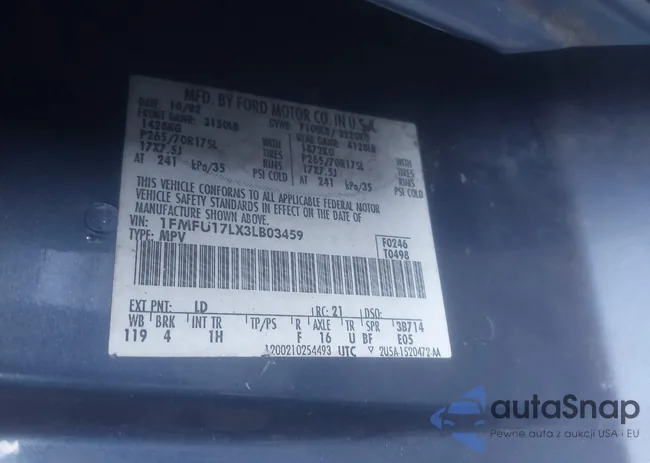 MFD. BY FORD MOTOR CO. IN U.S.A.
DATE: 10/02 GVWR: 7100LB/ 3220KG
FRONT GAWR: 3150LB REAR GAWR: 4120LB
1428KG 1872KG
P265/70R17SL TIRES P265/70R17SL TIRES
17X7.5J RIMS 17X7.5J RIMS
AT 241 kPa/35 PSI COLD AT 241 kPa/35 PSI COLD
THIS VEHICLE CONFORMS TO ALL APPLICABLE FEDERAL MOTOR
VEHICLE SAFETY STANDARDS IN EFFECT ON THE DATE OF
MANUFACTURE SHOWN ABOVE.
VIN: 1FMFU17LX3LB03459
TYPE: MPV
F0246
T0498
EXT PNT: LD RC: 21 DSO:
WB BRK INT TR TP/PS R AXLE TR SPR 3B714
119 4 1H F 16 U BF E05
1200210254493 UTC 2USA-1520472-AA
autoSnap
Pewne auta z aukcji USA i EU